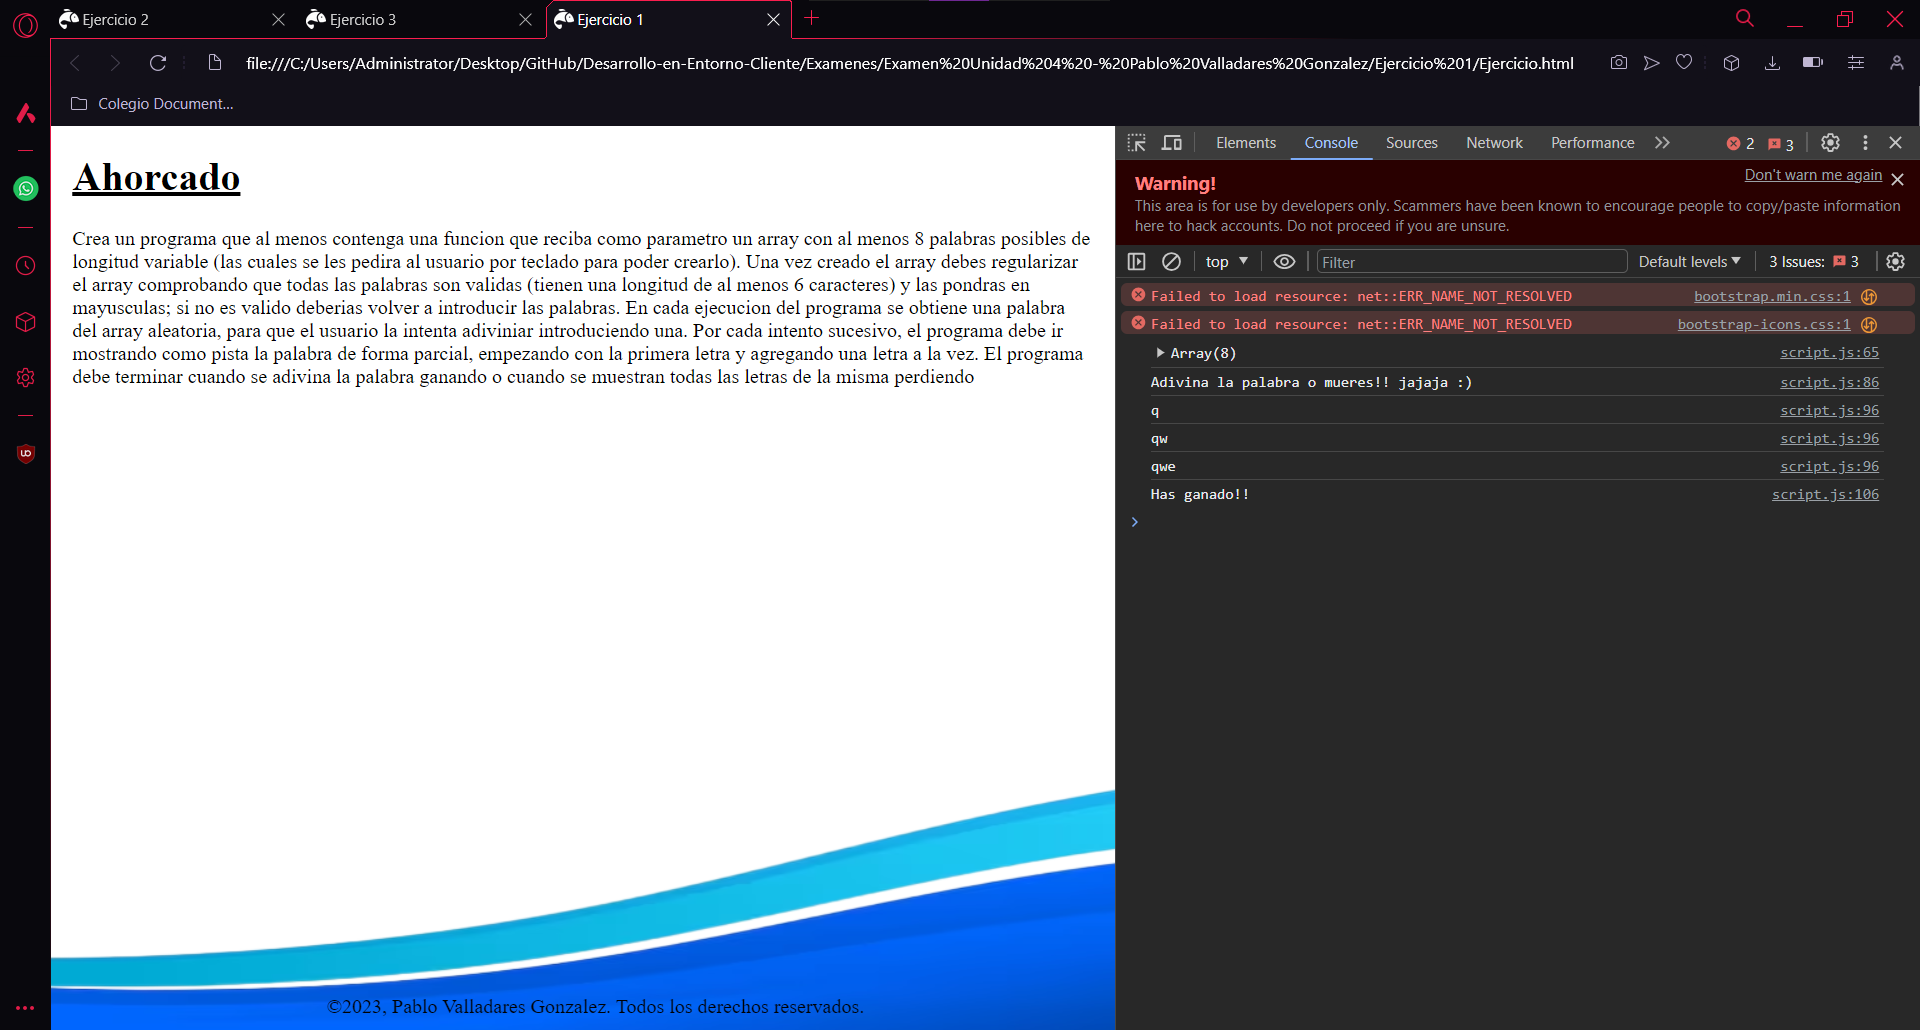 Ejercicio 2
Ejercicio 3
Ejercicio 1
file:///C:/Users/Administrator/Desktop/GitHub/Desarrollo-en-Entorno-Cliente/Examenes/Examen%20Unidad%204%20-%20Pablo%20Valladares%20Gonzalez/Ejercicio%201/Ejercicio.html
Colegio Document...
Ahorcado
Crea un programa que al menos contenga una funcion que reciba como parametro un array con al menos 8 palabras posibles de
longitud variable (las cuales se les pedira al usuario por teclado para poder crearlo). Una vez creado el array debes regularizar
el array comprobando que todas las palabras son validas (tienen una longitud de al menos 6 caracteres) y las pondras en
mayusculas; si no es valido deberias volver a introducir las palabras. En cada ejecucion del programa se obtiene una palabra
del array aleatoria, para que el usuario la intenta adiviniar introduciendo una. Por cada intento sucesivo, el programa debe ir
mostrando como pista la palabra de forma parcial, empezando con la primera letra y agregando una letra a la vez. El programa
debe terminar cuando se adivina la palabra ganando o cuando se muestran todas las letras de la misma perdiendo
©2023, Pablo Valladares Gonzalez. Todos los derechos reservados.
Elements Console Sources Network Performance 2 3
Warning!
Don't warn me again
This area is for use by developers only. Scammers have been known to encourage people to copy/paste information
here to hack accounts. Do not proceed if you are unsure.
top Filter Default levels 3 Issues: 3
Failed to load resource: net::ERR_NAME_NOT_RESOLVED bootstrap.min.css:1
Failed to load resource: net::ERR_NAME_NOT_RESOLVED bootstrap-icons.css:1
Array(8) script.js:65
Adivina la palabra o mueres!! jajaja :) script.js:86
q script.js:96
qw script.js:96
qwe script.js:96
Has ganado!! script.js:106